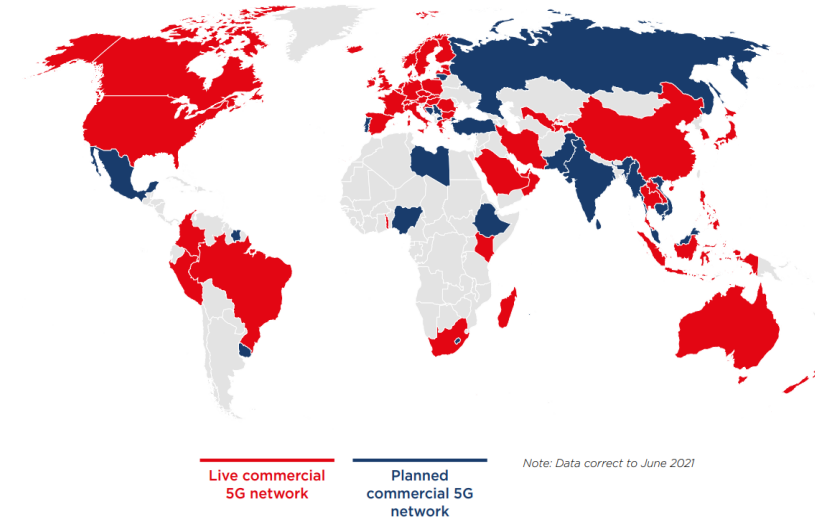 Live commercial
5G network
Planned
commercial 5G
network
Note: Data correct to June 2021